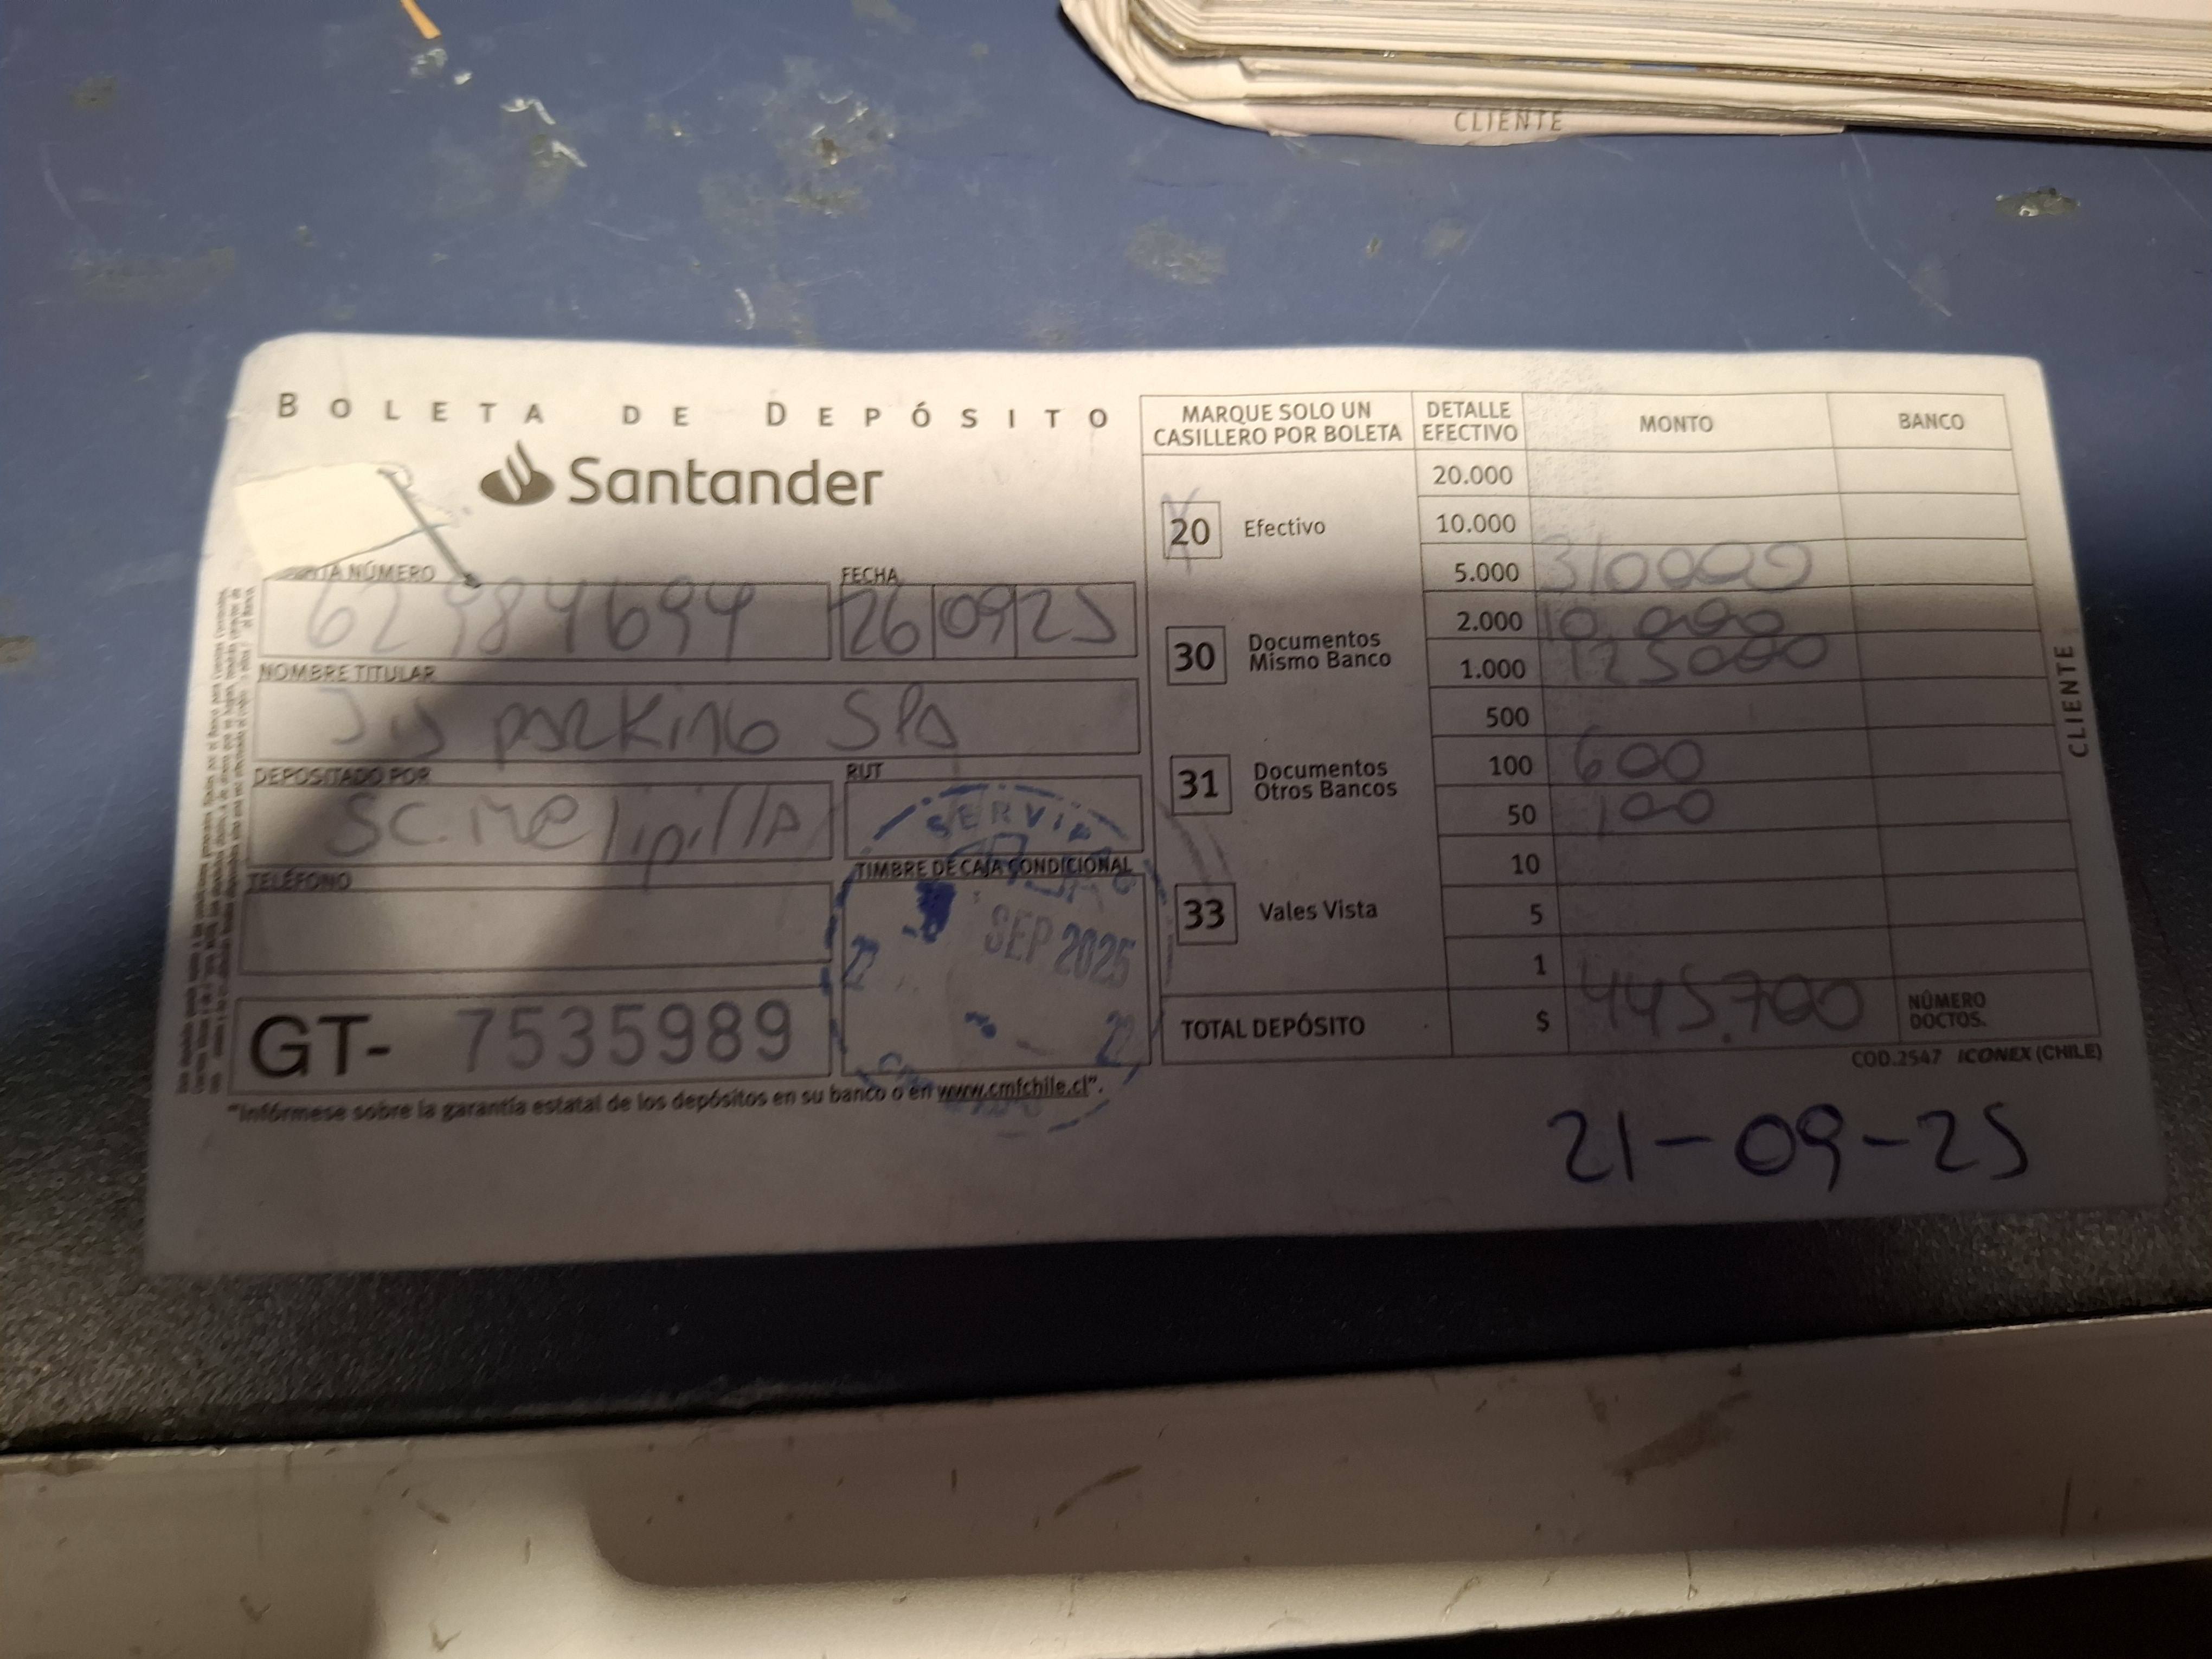 CLIENTE
BOLETA DE DEPÓSITO
Santander
NÚMERO
62984694
FECHA
26 09 25
NOMBRE TITULAR
JIS PARKING SPA
DEPOSITADO POR
SC. Melipilla
RUT
TELÉFONO
TIMBRE DE CAJA CONDICIONAL
SEP 2025
GT- 7535989
"Infórmese sobre la garantía estatal de los depósitos en su banco o en www.cmfchile.cl".
MARQUE SOLO UN CASILLERO POR BOLETA
20 Efectivo
30 Documentos Mismo Banco
31 Documentos Otros Bancos
33 Vales Vista
DETALLE EFECTIVO MONTO BANCO
20.000
10.000
5.000 310000
2.000 10.000
1.000 125000
500
100 600
50 100
10
5
1
TOTAL DEPÓSITO $ 445.700 NÚMERO DOCTOS.
CLIENTE
COD.2547 ICONEX (CHILE)
21-09-25